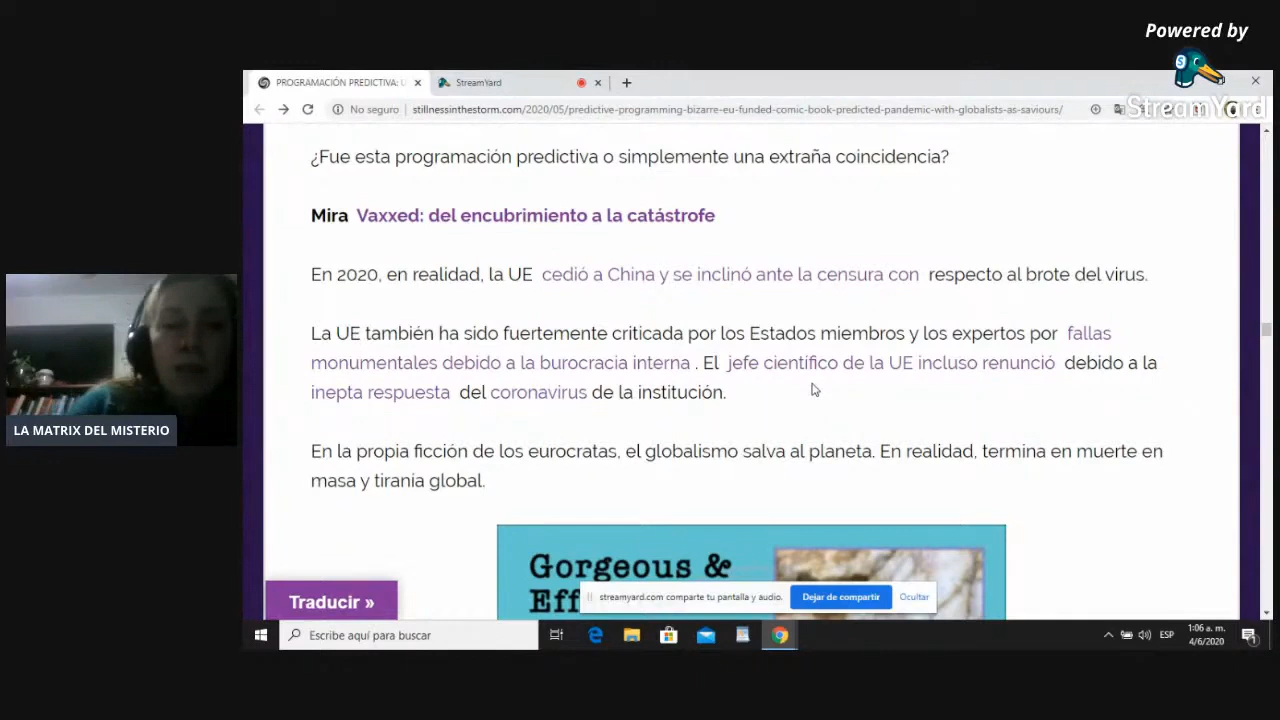 Powered by
StreamYard
PROGRAMACIÓN PREDICTIVA: U
StreamYard
No seguro
stillnessinthestorm.com/2020/05/predictive-programming-bizarre-eu-funded-comic-book-predicted-pandemic-with-globalists-as-saviours/
¿Fue esta programación predictiva o simplemente una extraña coincidencia?
Mira Vaxxed: del encubrimiento a la catástrofe
En 2020, en realidad, la UE cedió a China y se inclinó ante la censura con respecto al brote del virus.
La UE también ha sido fuertemente criticada por los Estados miembros y los expertos por fallas
monumentales debido a la burocracia interna . El jefe científico de la UE incluso renunció debido a la
inepta respuesta del coronavirus de la institución.
LA MATRIX DEL MISTERIO
En la propia ficción de los eurocratas, el globalismo salva al planeta. En realidad, termina en muerte en
masa y tiranía global.
Gorgeous &
Eff
streamyard.com comparte tu pantalla y audio.
Dejar de compartir
Ocultar
Traducir »
Escribe aquí para buscar
ESP
1:06 a. m.
4/6/2020